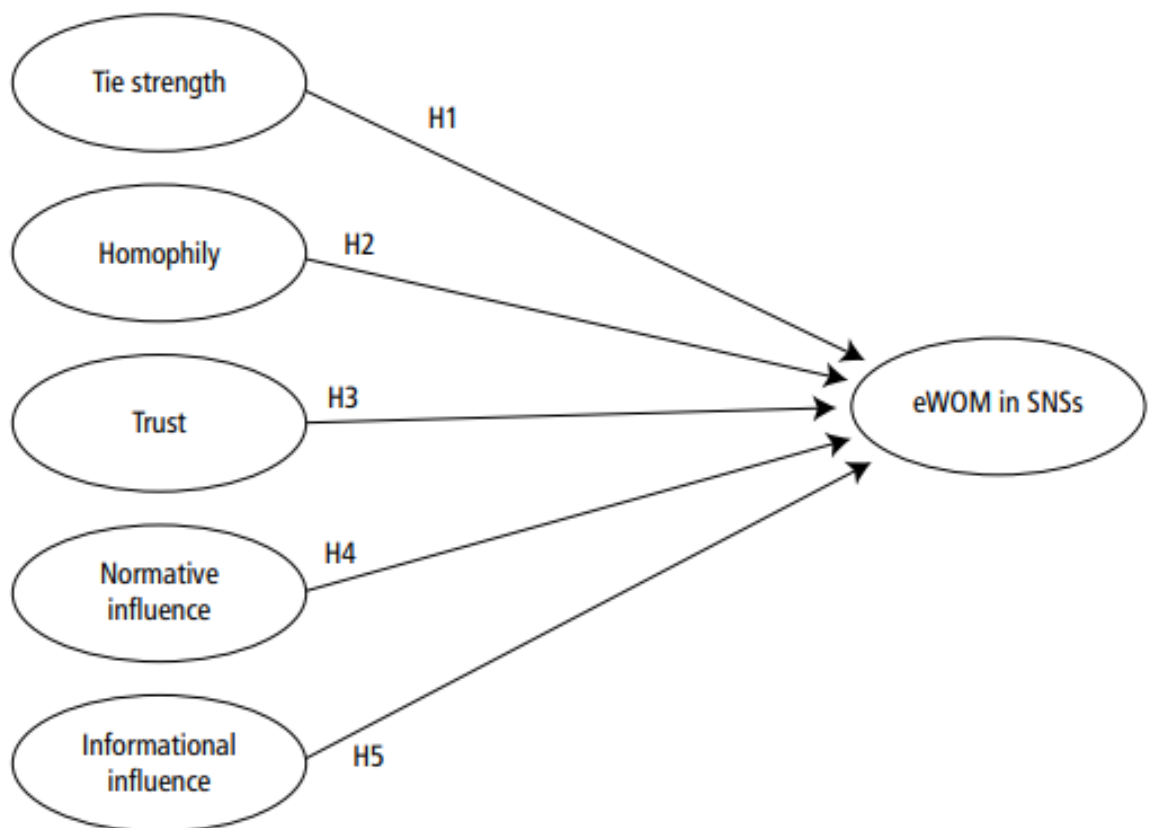 Tie strength
H1
Homophily
H2
Trust
H3
eWOM in SNSs
Normative
influence
H4
Informational
influence
H5